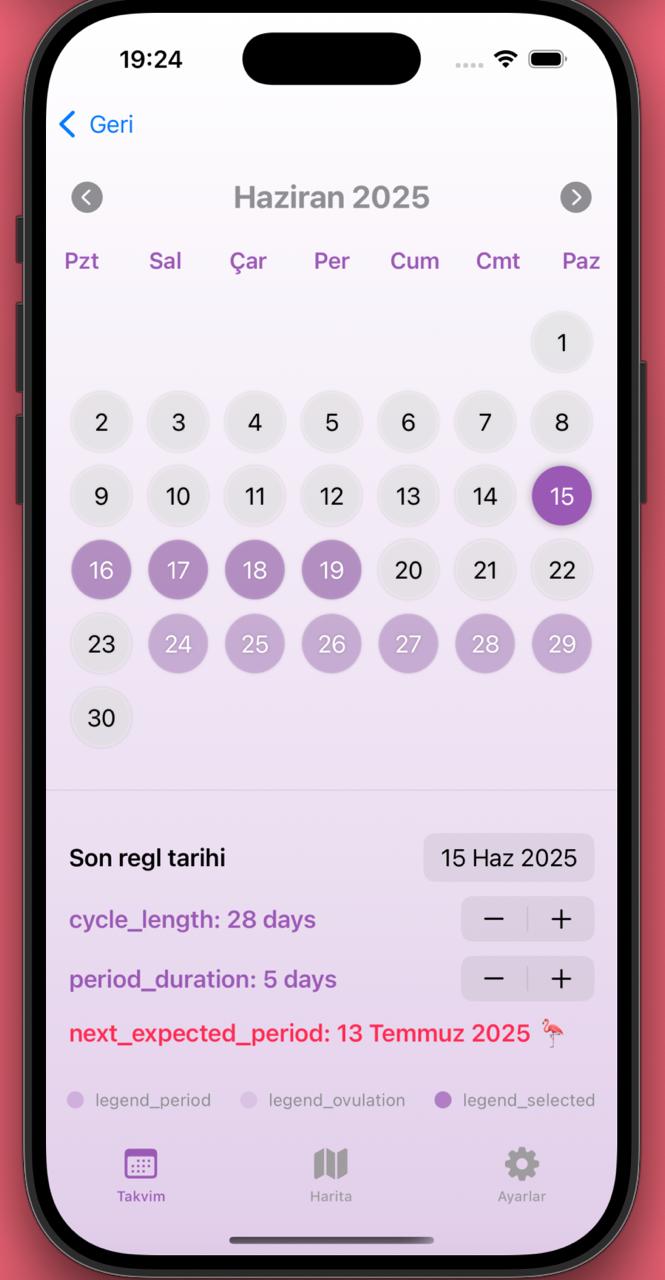 19:24
Geri
Haziran 2025
Pzt Sal Çar Per Cum Cmt Paz
1
2 3 4 5 6 7 8
9 10 11 12 13 14 15
16 17 18 19 20 21 22
23 24 25 26 27 28 29
30
Son regl tarihi 15 Haz 2025
cycle_length: 28 days − +
period_duration: 5 days − +
next_expected_period: 13 Temmuz 2025 🦩
legend_period legend_ovulation legend_selected
Takvim Harita Ayarlar